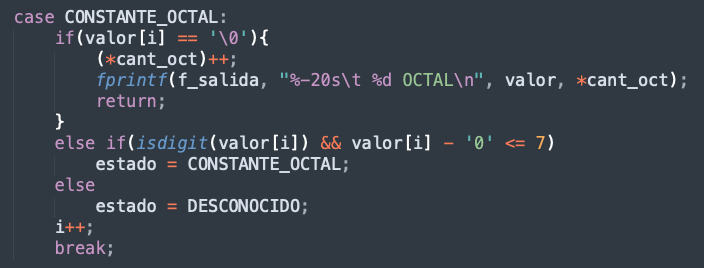 case CONSTANTE_OCTAL:
if(valor[i] == '\0'){
(*cant_oct)++;
fprintf(f_salida, "%-20s\t %d OCTAL\n", valor, *cant_oct);
return;
}
else if(isdigit(valor[i]) && valor[i] - '0' <= 7)
estado = CONSTANTE_OCTAL;
else
estado = DESCONOCIDO;
i++;
break;